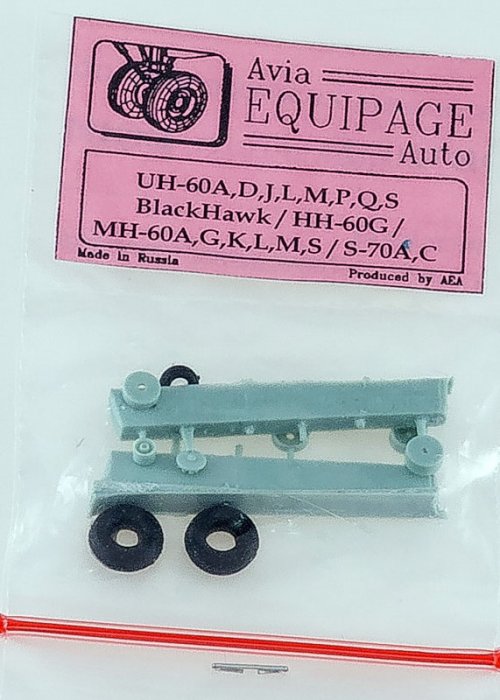 Avia
EQUIPAGE
Auto
UH-60A,D,J,L,M,P,Q,S
BlackHawk / HH-60G /
MH-60A,G,K,L,M,S / S-70A,C
Made in Russia
Produced by AEA